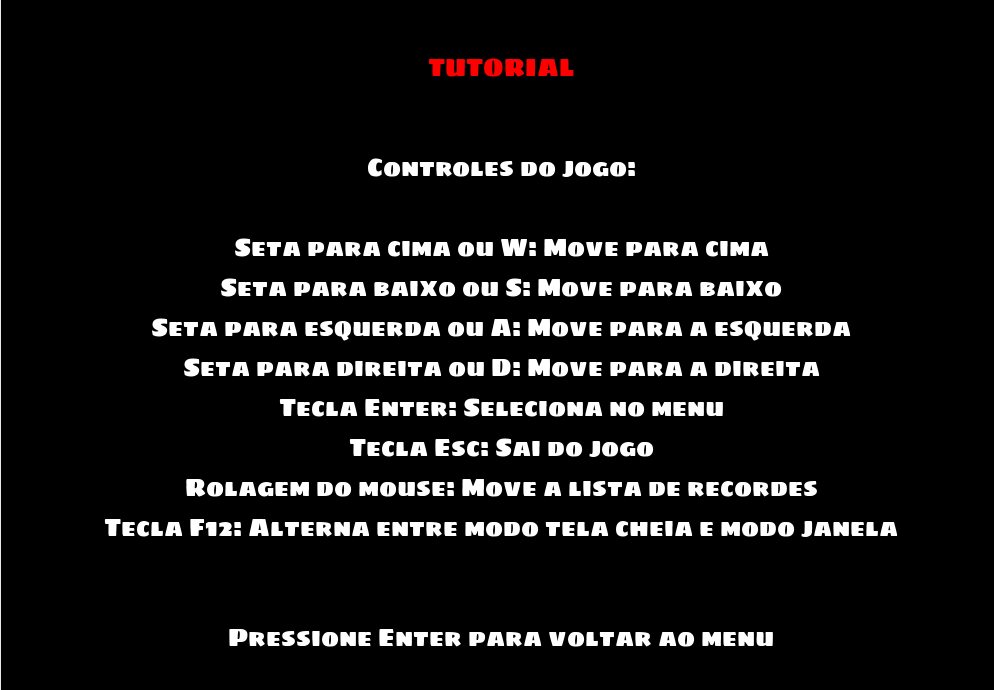 TUTORIAL
Controles do jogo:
Seta para cima ou W: Move para cima
Seta para baixo ou S: Move para baixo
Seta para esquerda ou A: Move para a esquerda
Seta para direita ou D: Move para a direita
Tecla Enter: Seleciona no menu
Tecla Esc: Sai do jogo
Rolagem do mouse: Move a lista de recordes
Tecla F12: Alterna entre modo tela cheia e modo janela
Pressione Enter para voltar ao menu